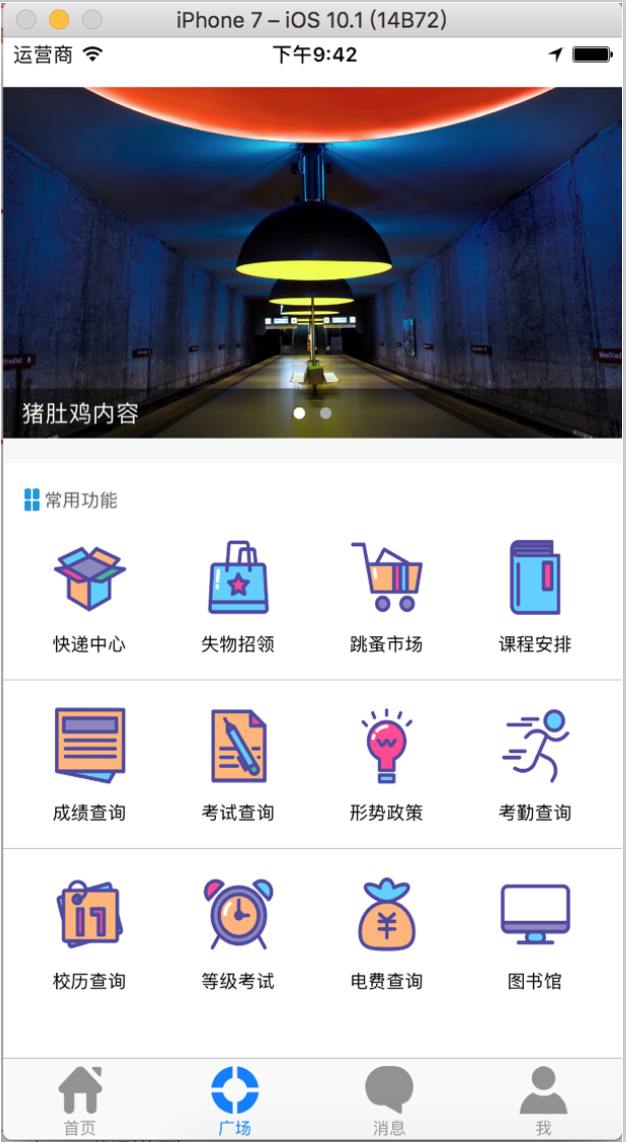 iPhone 7 – iOS 10.1 (14B72)
运营商 下午9:42
猪肚鸡内容
常用功能
快递中心 失物招领 跳蚤市场 课程安排
成绩查询 考试查询 形势政策 考勤查询
17
校历查询 等级考试 电费查询 图书馆
首页 广场 消息 我